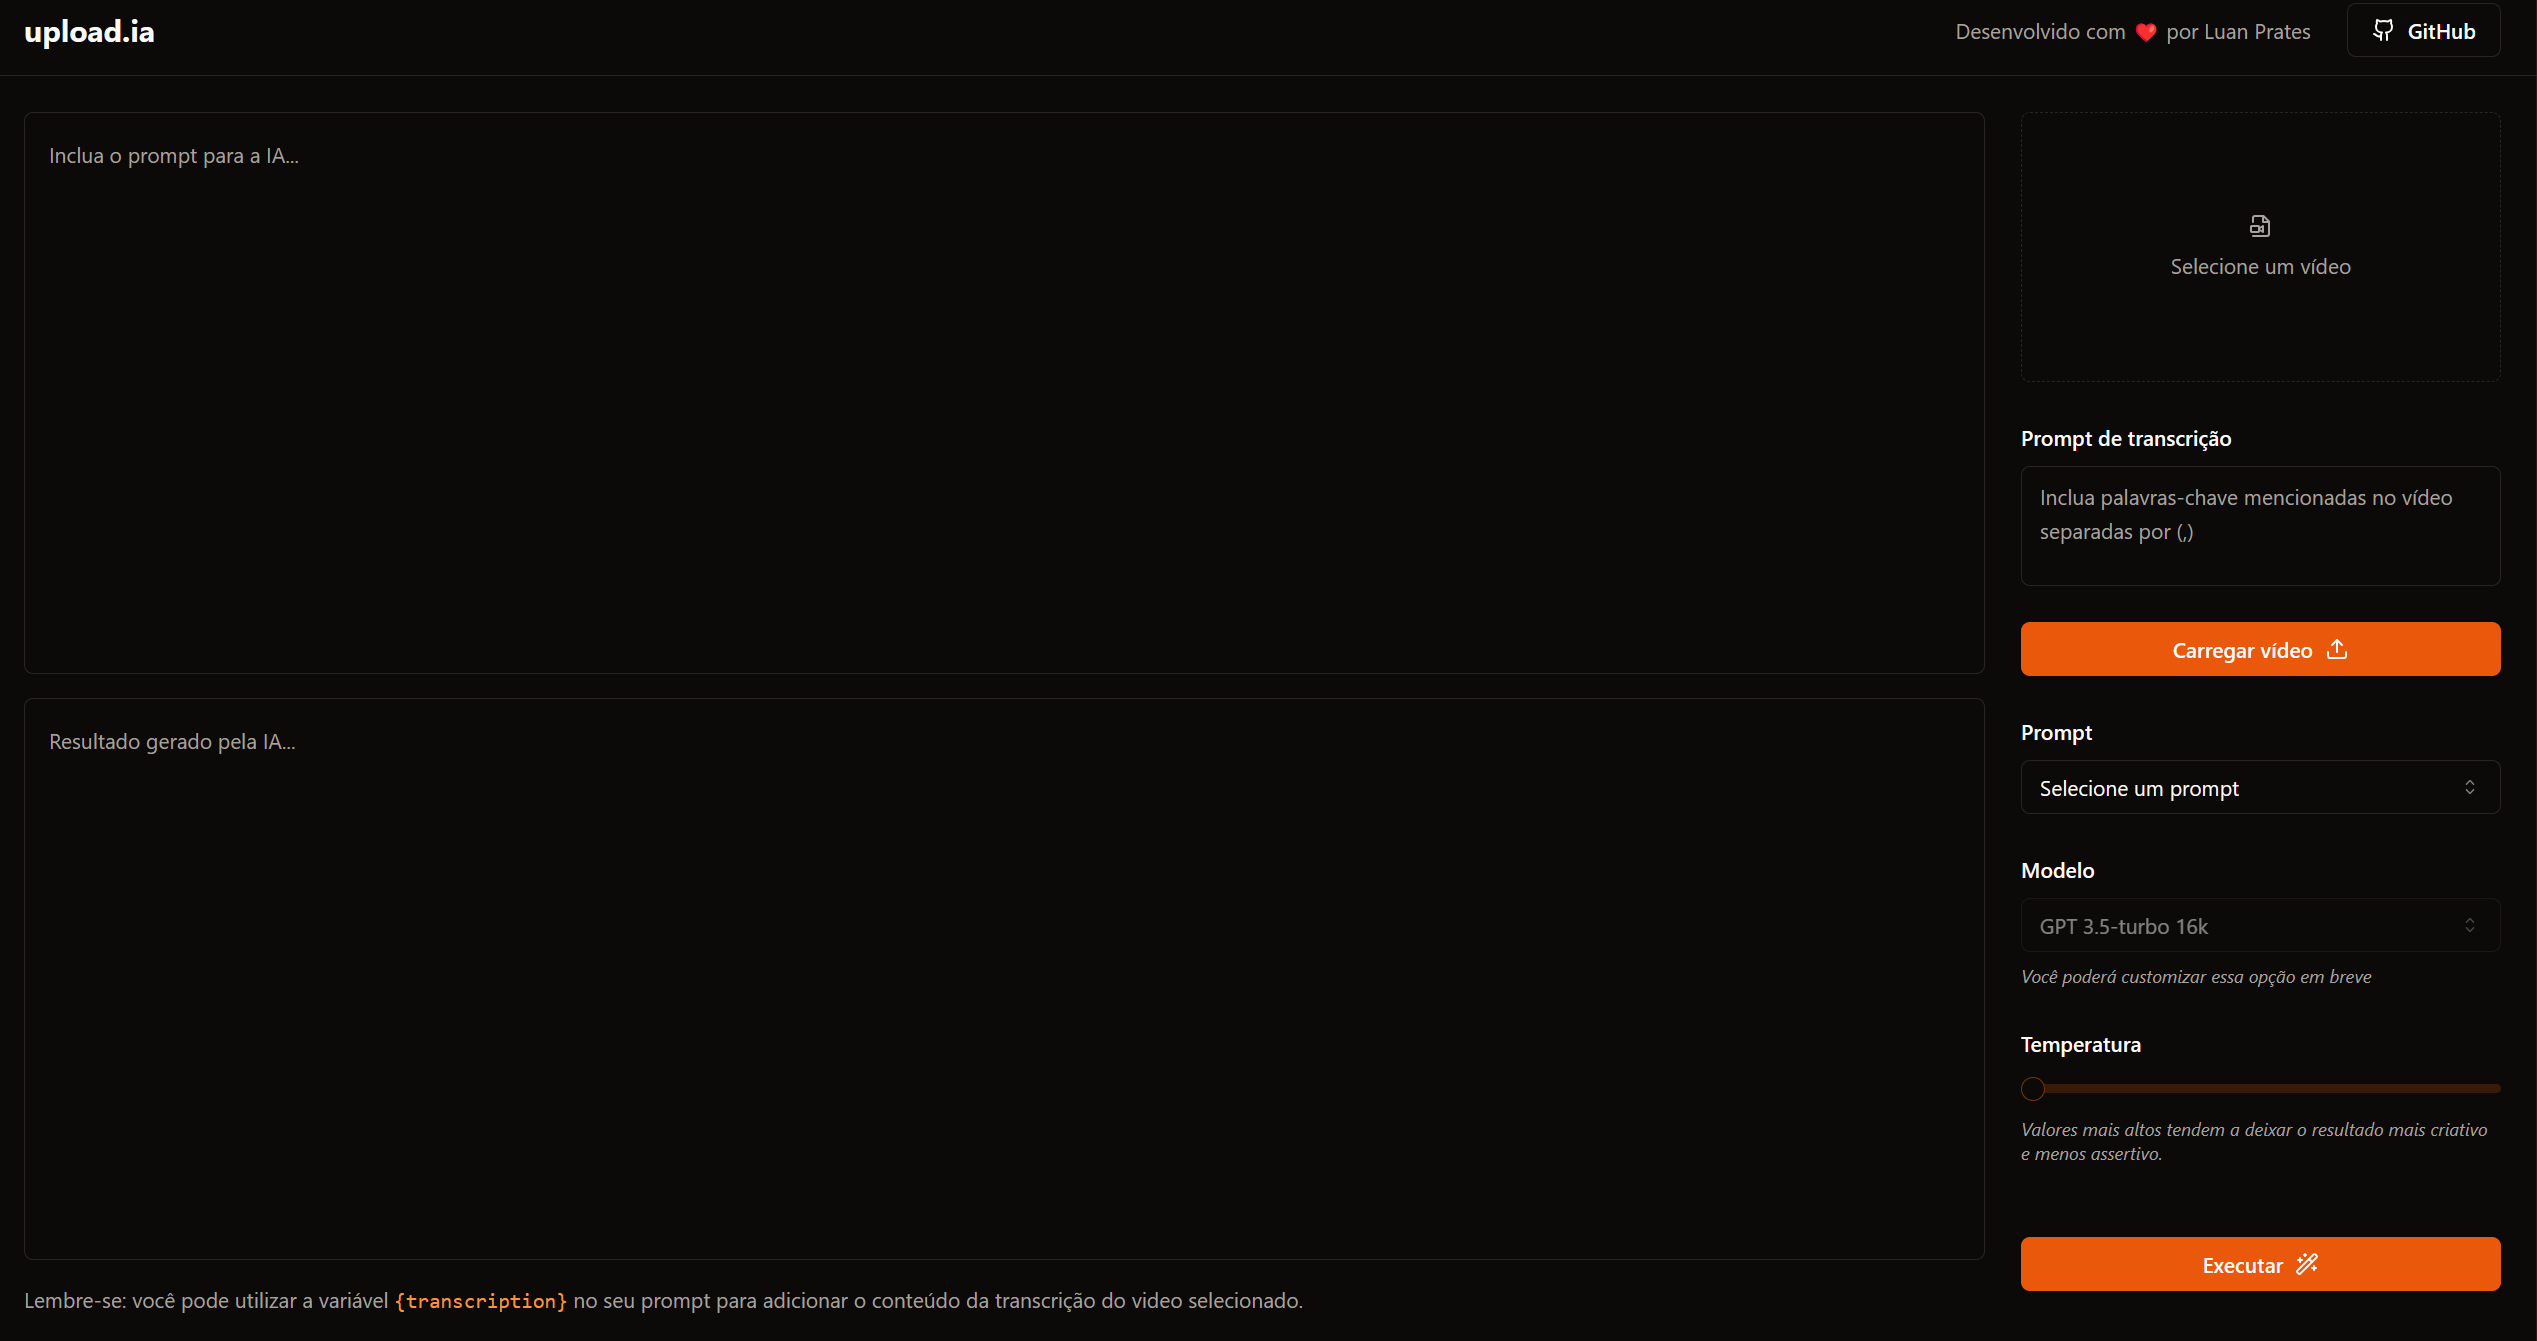 upload.ia
Desenvolvido com ❤️ por Luan Prates
GitHub
Inclua o prompt para a IA...
Resultado gerado pela IA...
Lembre-se: você pode utilizar a variável {transcription} no seu prompt para adicionar o conteúdo da transcrição do video selecionado.
Selecione um vídeo
Prompt de transcrição
Inclua palavras-chave mencionadas no vídeo
separadas por (,)
Carregar vídeo
Prompt
Selecione um prompt
Modelo
GPT 3.5-turbo 16k
Você poderá customizar essa opção em breve
Temperatura
Valores mais altos tendem a deixar o resultado mais criativo
e menos assertivo.
Executar